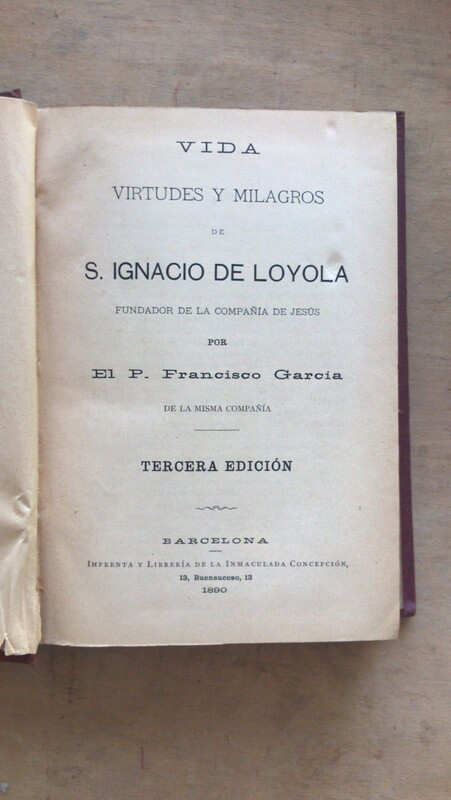 VIDA
VIRTUDES Y MILAGROS
DE
S. IGNACIO DE LOYOLA
FUNDADOR DE LA COMPAÑÍA DE JESÚS
POR
El P. Francisco García
DE LA MISMA COMPAÑÍA
TERCERA EDICIÓN
BARCELONA
IMPRENTA Y LIBRERÍA DE LA INMACULADA CONCEPCIÓN,
13, Buensuceso, 13
1890